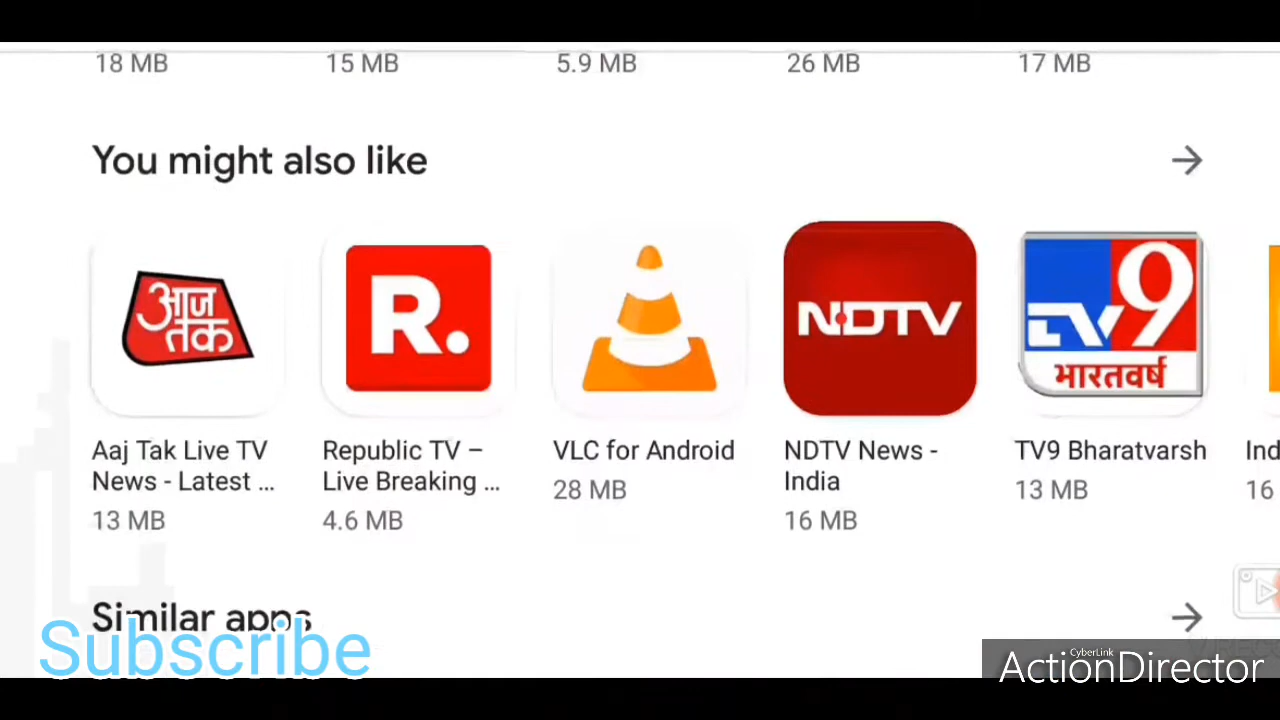 18 MB 15 MB 5.9 MB 26 MB 17 MB
You might also like
आज
तक
R.
NDTV
TV9
भारतवर्ष
Aaj Tak Live TV
News - Latest ...
13 MB
Republic TV –
Live Breaking ...
4.6 MB
VLC for Android
28 MB
NDTV News -
India
16 MB
TV9 Bharatvarsh
13 MB
Ind
16
Similar apps
Subscribe
CyberLink
ActionDirector